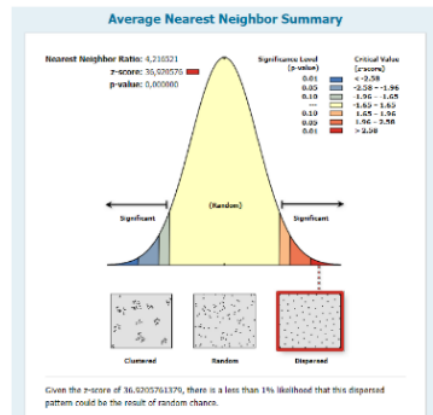 Average Nearest Neighbor Summary
Nearest Neighbor Ratio: 4,216521
z-score: 36,920576
p-value: 0,000000
Significance Level
(p-value)
Critical Value
(z-score)
0.01 < -2.58
0.05 -2.58 - -1.96
0.10 -1.96 - -1.65
--- -1.65 - 1.65
0.10 1.65 - 1.96
0.05 1.96 - 2.58
0.01 > 2.58
(Random)
Significant Significant
Clustered Random Dispersed
Given the z-score of 36.9205761379, there is a less than 1% likelihood that this dispersed
pattern could be the result of random chance.